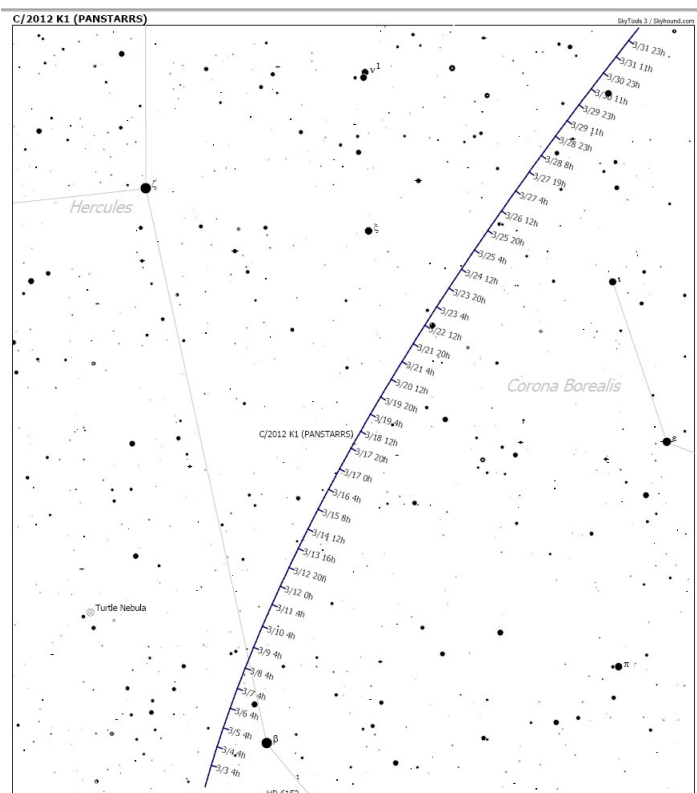 C/2012 K1 (PANSTARRS)
SkyTools 3 / Skyhound.com
3/31 23h
ν1
3/31 11h
3/30 23h
3/30 11h
3/29 23h
3/29 11h
3/28 23h
3/28 8h
3/27 19h
ζ
3/27 4h
Hercules
3/26 12h
ξ
3/25 20h
3/25 4h
3/24 12h
ι
3/23 20h
3/23 4h
3/22 12h
3/21 20h
3/21 4h
3/20 12h
Corona Borealis
3/19 20h
3/19 4h
C/2012 K1 (PANSTARRS)
3/18 12h
ε
3/17 20h
3/17 0h
3/16 4h
3/15 8h
3/14 12h
3/13 16h
3/12 20h
3/12 0h
Turtle Nebula
3/11 4h
3/10 4h
3/9 4h
π
3/8 4h
3/7 4h
3/6 4h
3/5 4h
β
3/4 4h
3/3 4h